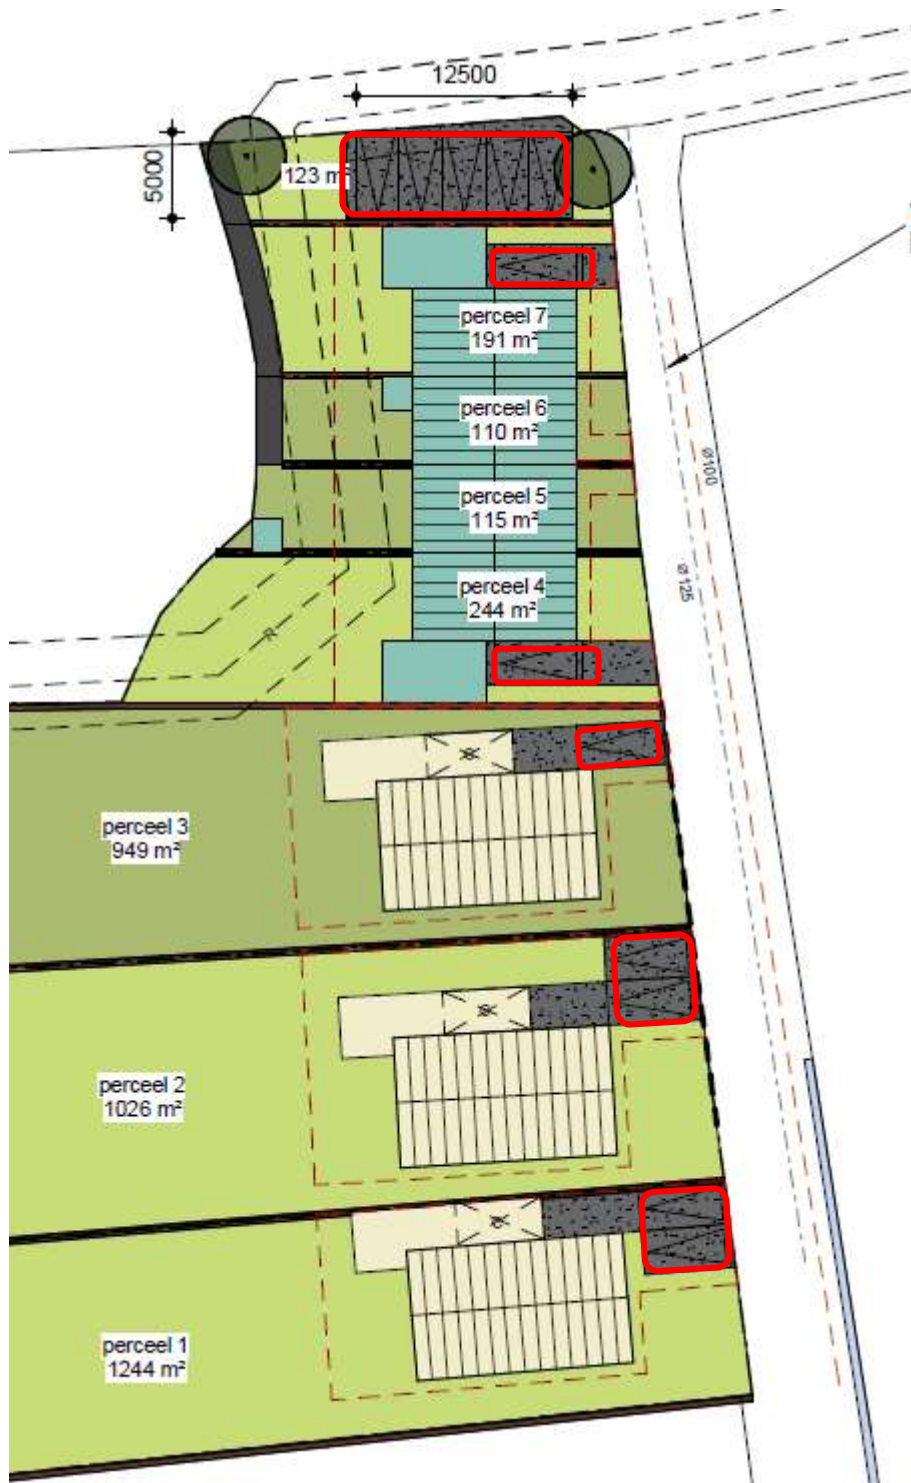 12500
5000
123 m²
perceel 7
191 m²
perceel 6
110 m²
perceel 5
115 m²
perceel 4
244 m²
ø100
ø125
perceel 3
949 m²
perceel 2
1026 m²
perceel 1
1244 m²